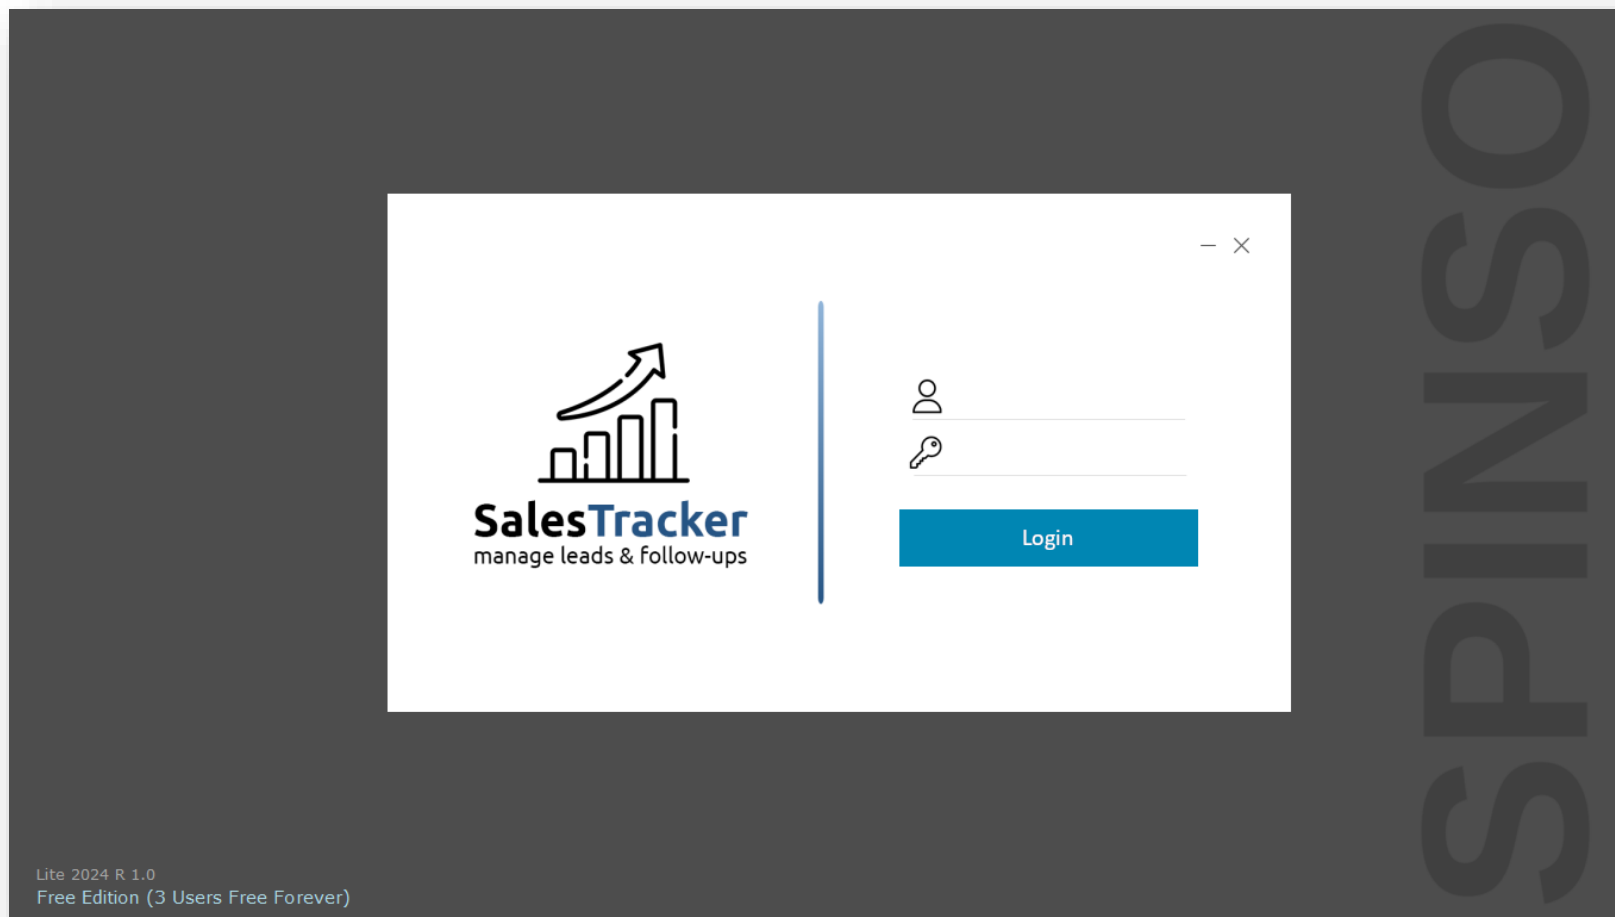 SalesTracker
manage leads & follow-ups
Login
SPINSO
Lite 2024 R 1.0
Free Edition (3 Users Free Forever)